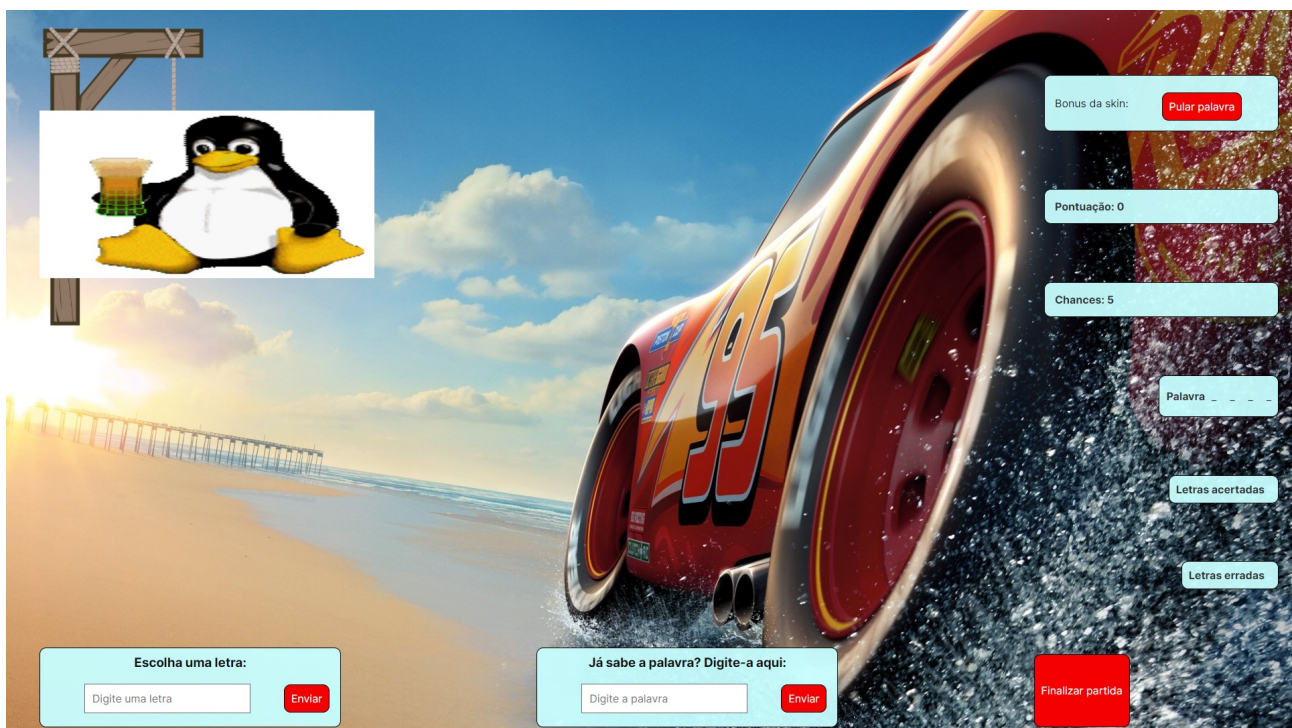 Bonus da skin:
Pular palavra
Pontuação: 0
95
Chances: 5
Palavra _ _ _ _
Letras acertadas
Letras erradas
Escolha uma letra:
Digite uma letra
Enviar
Já sabe a palavra? Digite-a aqui:
Digite a palavra
Enviar
Finalizar partida